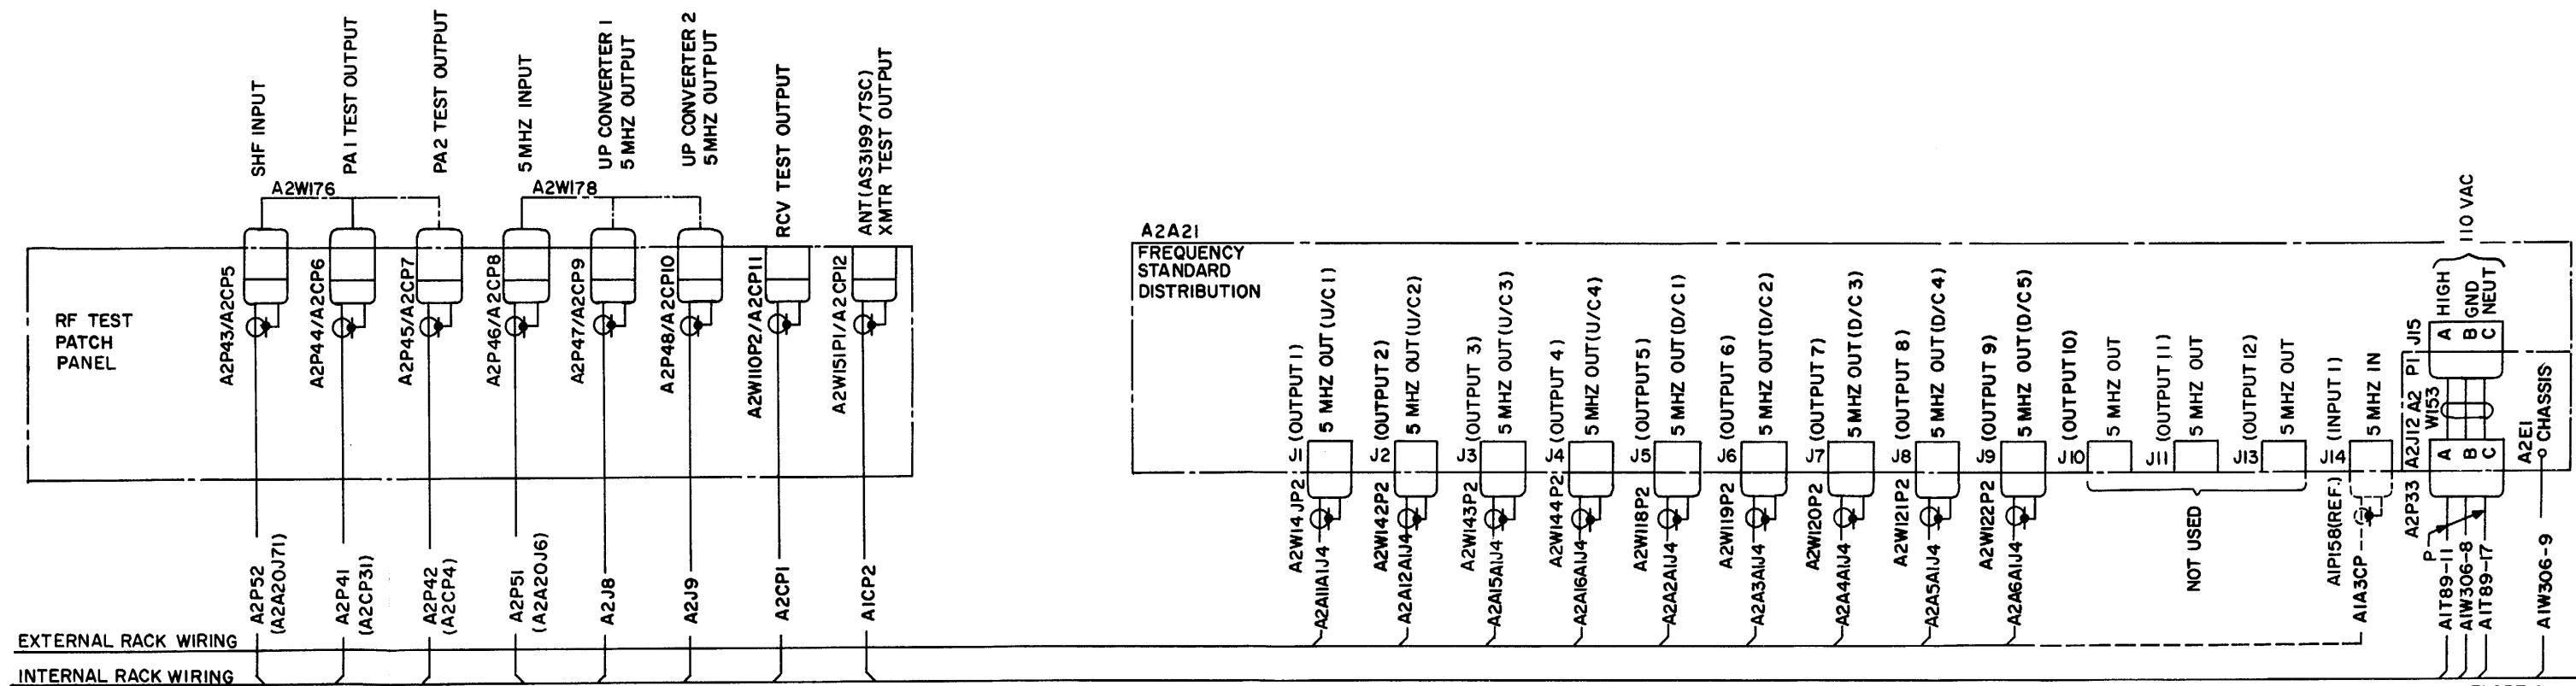 SHF INPUT
PA 1 TEST OUTPUT
PA2 TEST OUTPUT
5 MHZ INPUT
UP CONVERTER 1
5 MHZ OUTPUT
UP CONVERTER 2
5 MHZ OUTPUT
RCV TEST OUTPUT
ANT (AS3199/TSC)
XMTR TEST OUTPUT
A2W176
A2W178
RF TEST
PATCH
PANEL
A2P43/A2CP5
A2P44/A2CP6
A2P45/A2CP7
A2P46/A2CP8
A2P47/A2CP9
A2P48/A2CP10
A2W110P2/A2CP11
A2W151P1/A2CP12
A2P52
(A2A20J71)
A2P41
(A2CP31)
A2P42
(A2CP4)
A2P51
(A2A20J6)
A2J8
A2J9
A2CP1
A1CP2
EXTERNAL RACK WIRING
INTERNAL RACK WIRING
A2A21
FREQUENCY
STANDARD
DISTRIBUTION
J1 (OUTPUT 1)
5 MHZ OUT (U/C1)
J2 (OUTPUT 2)
5 MHZ OUT (U/C2)
J3 (OUTPUT 3)
5 MHZ OUT (U/C3)
J4 (OUTPUT 4)
5 MHZ OUT (U/C4)
J5 (OUTPUT 5)
5 MHZ OUT (D/C1)
J6 (OUTPUT 6)
5 MHZ OUT (D/C2)
J7 (OUTPUT 7)
5 MHZ OUT (D/C 3)
J8 (OUTPUT 8)
5 MHZ OUT (D/C4)
J9 (OUTPUT 9)
5 MHZ OUT (D/C5)
J10 (OUTPUT 10)
5 MHZ OUT
J11 (OUTPUT 11)
5 MHZ OUT
J13 (OUTPUT 12)
5 MHZ OUT
J14 (INPUT 1)
5 MHZ IN
NOT USED
A2W14JP2
A2W142P2
A2W143P2
A2W144P2
A2W118P2
A2W119P2
A2W120P2
A2W121P2
A2W122P2
A1P158(REF.)
A2A11A1J4
A2A12A1J4
A2A15A1J4
A2A16A1J4
A2A2A1J4
A2A3A1J4
A2A4A1J4
A2A5A1J4
A2A6A1J4
A1A3CP
110 VAC
HIGH
GND
NEUT
J15
A
B
C
P1
A2
W153
A2J12
A
B
C
A2P33
P
A2E1
CHASSIS
A1T89-11
A1W306-8
A1T89-17
A1W306-9